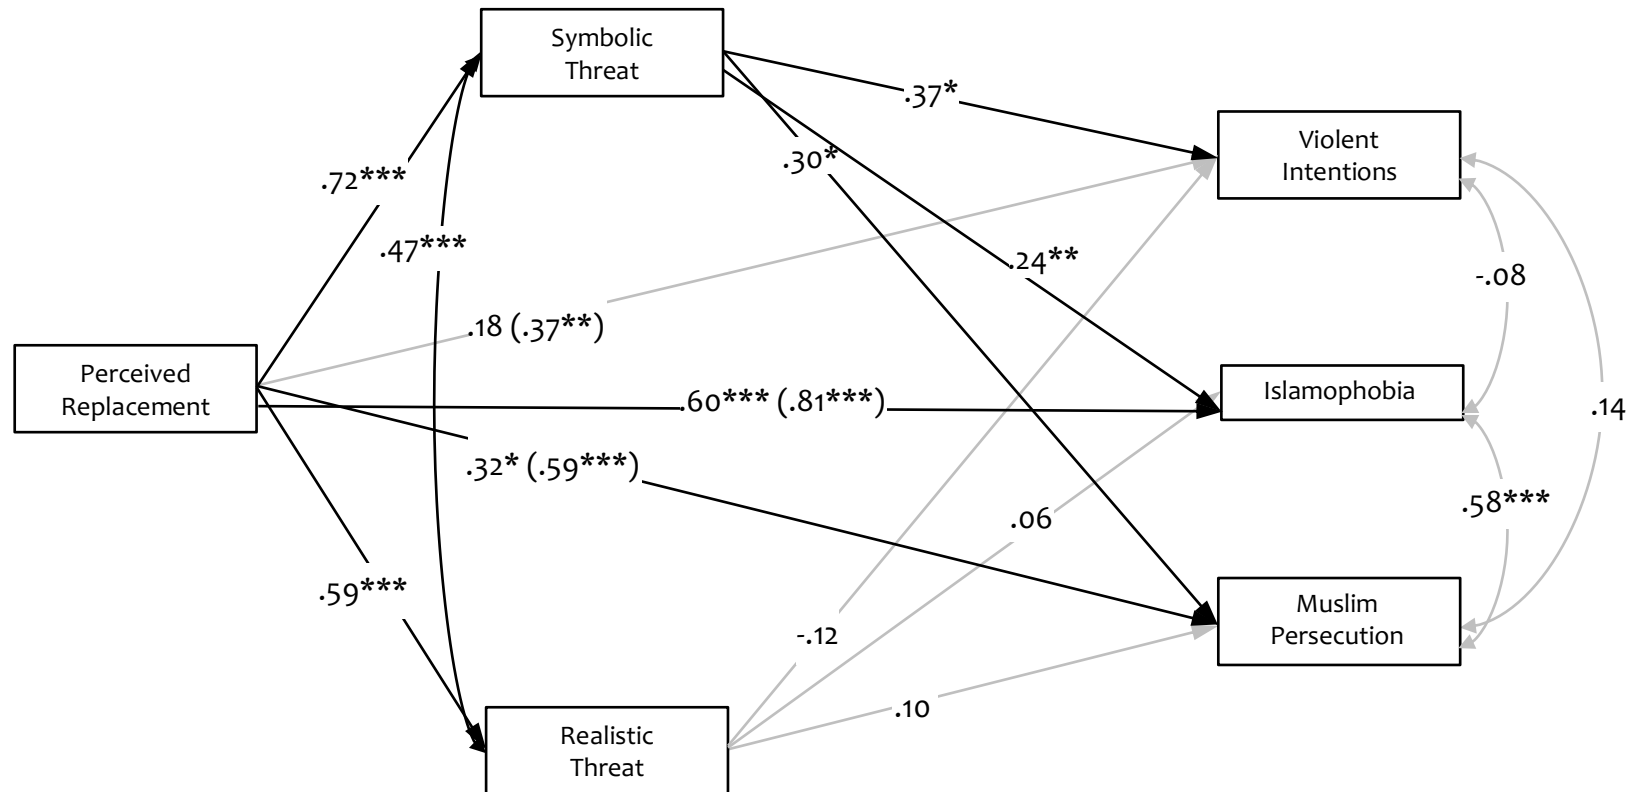 Symbolic
Threat
.37*
Violent
Intentions
.30*
.72***
.47***
.24**
-.08
.18 (.37**)
Perceived
Replacement
.60*** (.81***)
Islamophobia
.14
.32* (.59***)
.58***
.06
.59***
Muslim
Persecution
-.12
.10
Realistic
Threat